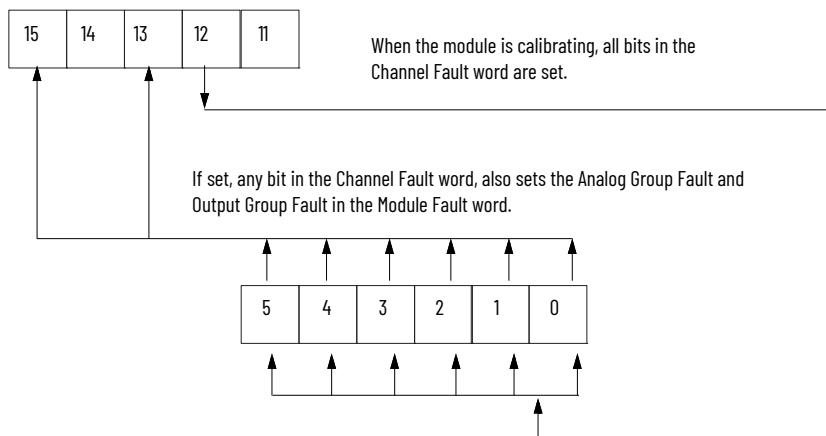 15 14 13 12 11
When the module is calibrating, all bits in the
Channel Fault word are set.
If set, any bit in the Channel Fault word, also sets the Analog Group Fault and
Output Group Fault in the Module Fault word.
5 4 3 2 1 0